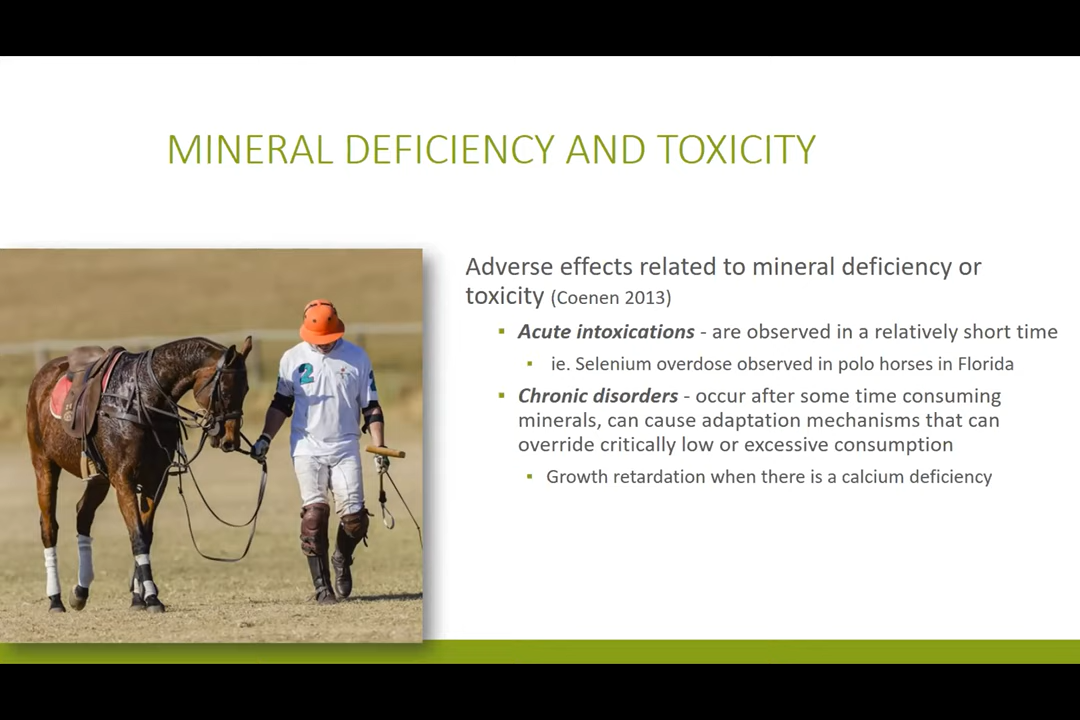 MINERAL DEFICIENCY AND TOXICITY
Adverse effects related to mineral deficiency or
toxicity (Coenen 2013)
▪ Acute intoxications - are observed in a relatively short time
▪ ie. Selenium overdose observed in polo horses in Florida
▪ Chronic disorders - occur after some time consuming
minerals, can cause adaptation mechanisms that can
override critically low or excessive consumption
▪ Growth retardation when there is a calcium deficiency
2